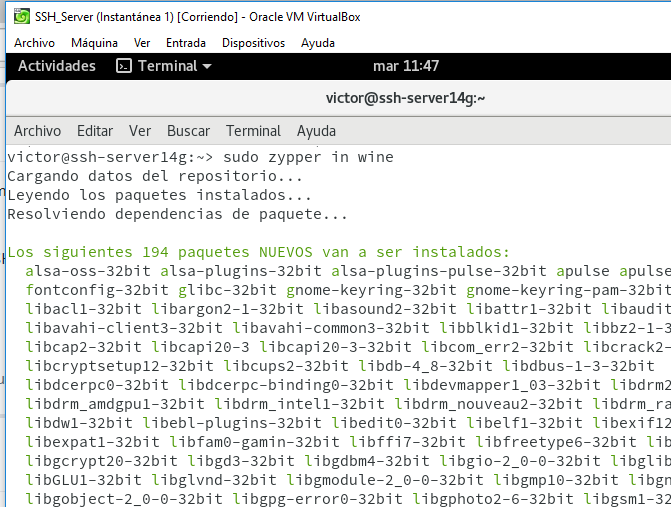 SSH_Server (Instantánea 1) [Corriendo] - Oracle VM VirtualBox
Archivo Máquina Ver Entrada Dispositivos Ayuda
Actividades Terminal mar 11:47
victor@ssh-server14g:~
Archivo Editar Ver Buscar Terminal Ayuda
victor@ssh-server14g:~> sudo zypper in wine
Cargando datos del repositorio...
Leyendo los paquetes instalados...
Resolviendo dependencias de paquete...
Los siguientes 194 paquetes NUEVOS van a ser instalados:
alsa-oss-32bit alsa-plugins-32bit alsa-plugins-pulse-32bit apulse apulse
fontconfig-32bit glibc-32bit gnome-keyring-32bit gnome-keyring-pam-32bit
libacl1-32bit libargon2-1-32bit libasound2-32bit libattr1-32bit libaudit
libavahi-client3-32bit libavahi-common3-32bit libblkid1-32bit libbz2-1-3
libcap2-32bit libcapi20-3 libcapi20-3-32bit libcom_err2-32bit libcrack2-
libcryptsetup12-32bit libcups2-32bit libdb-4_8-32bit libdbus-1-3-32bit
libdcerpc0-32bit libdcerpc-binding0-32bit libdevmapper1_03-32bit libdrm2
libdrm_amdgpu1-32bit libdrm_intel1-32bit libdrm_nouveau2-32bit libdrm_ra
libdw1-32bit libebl-plugins-32bit libedit0-32bit libelf1-32bit libexif12
libexpat1-32bit libfam0-gamin-32bit libffi7-32bit libfreetype6-32bit li
libgcrypt20-32bit libgd3-32bit libgdbm4-32bit libgio-2_0-0-32bit libglib
libGLU1-32bit libglvnd-32bit libgmodule-2_0-0-32bit libgmp10-32bit libgn
libgobject-2_0-0-32bit libgpg-error0-32bit libgphoto2-6-32bit libgsm1-32